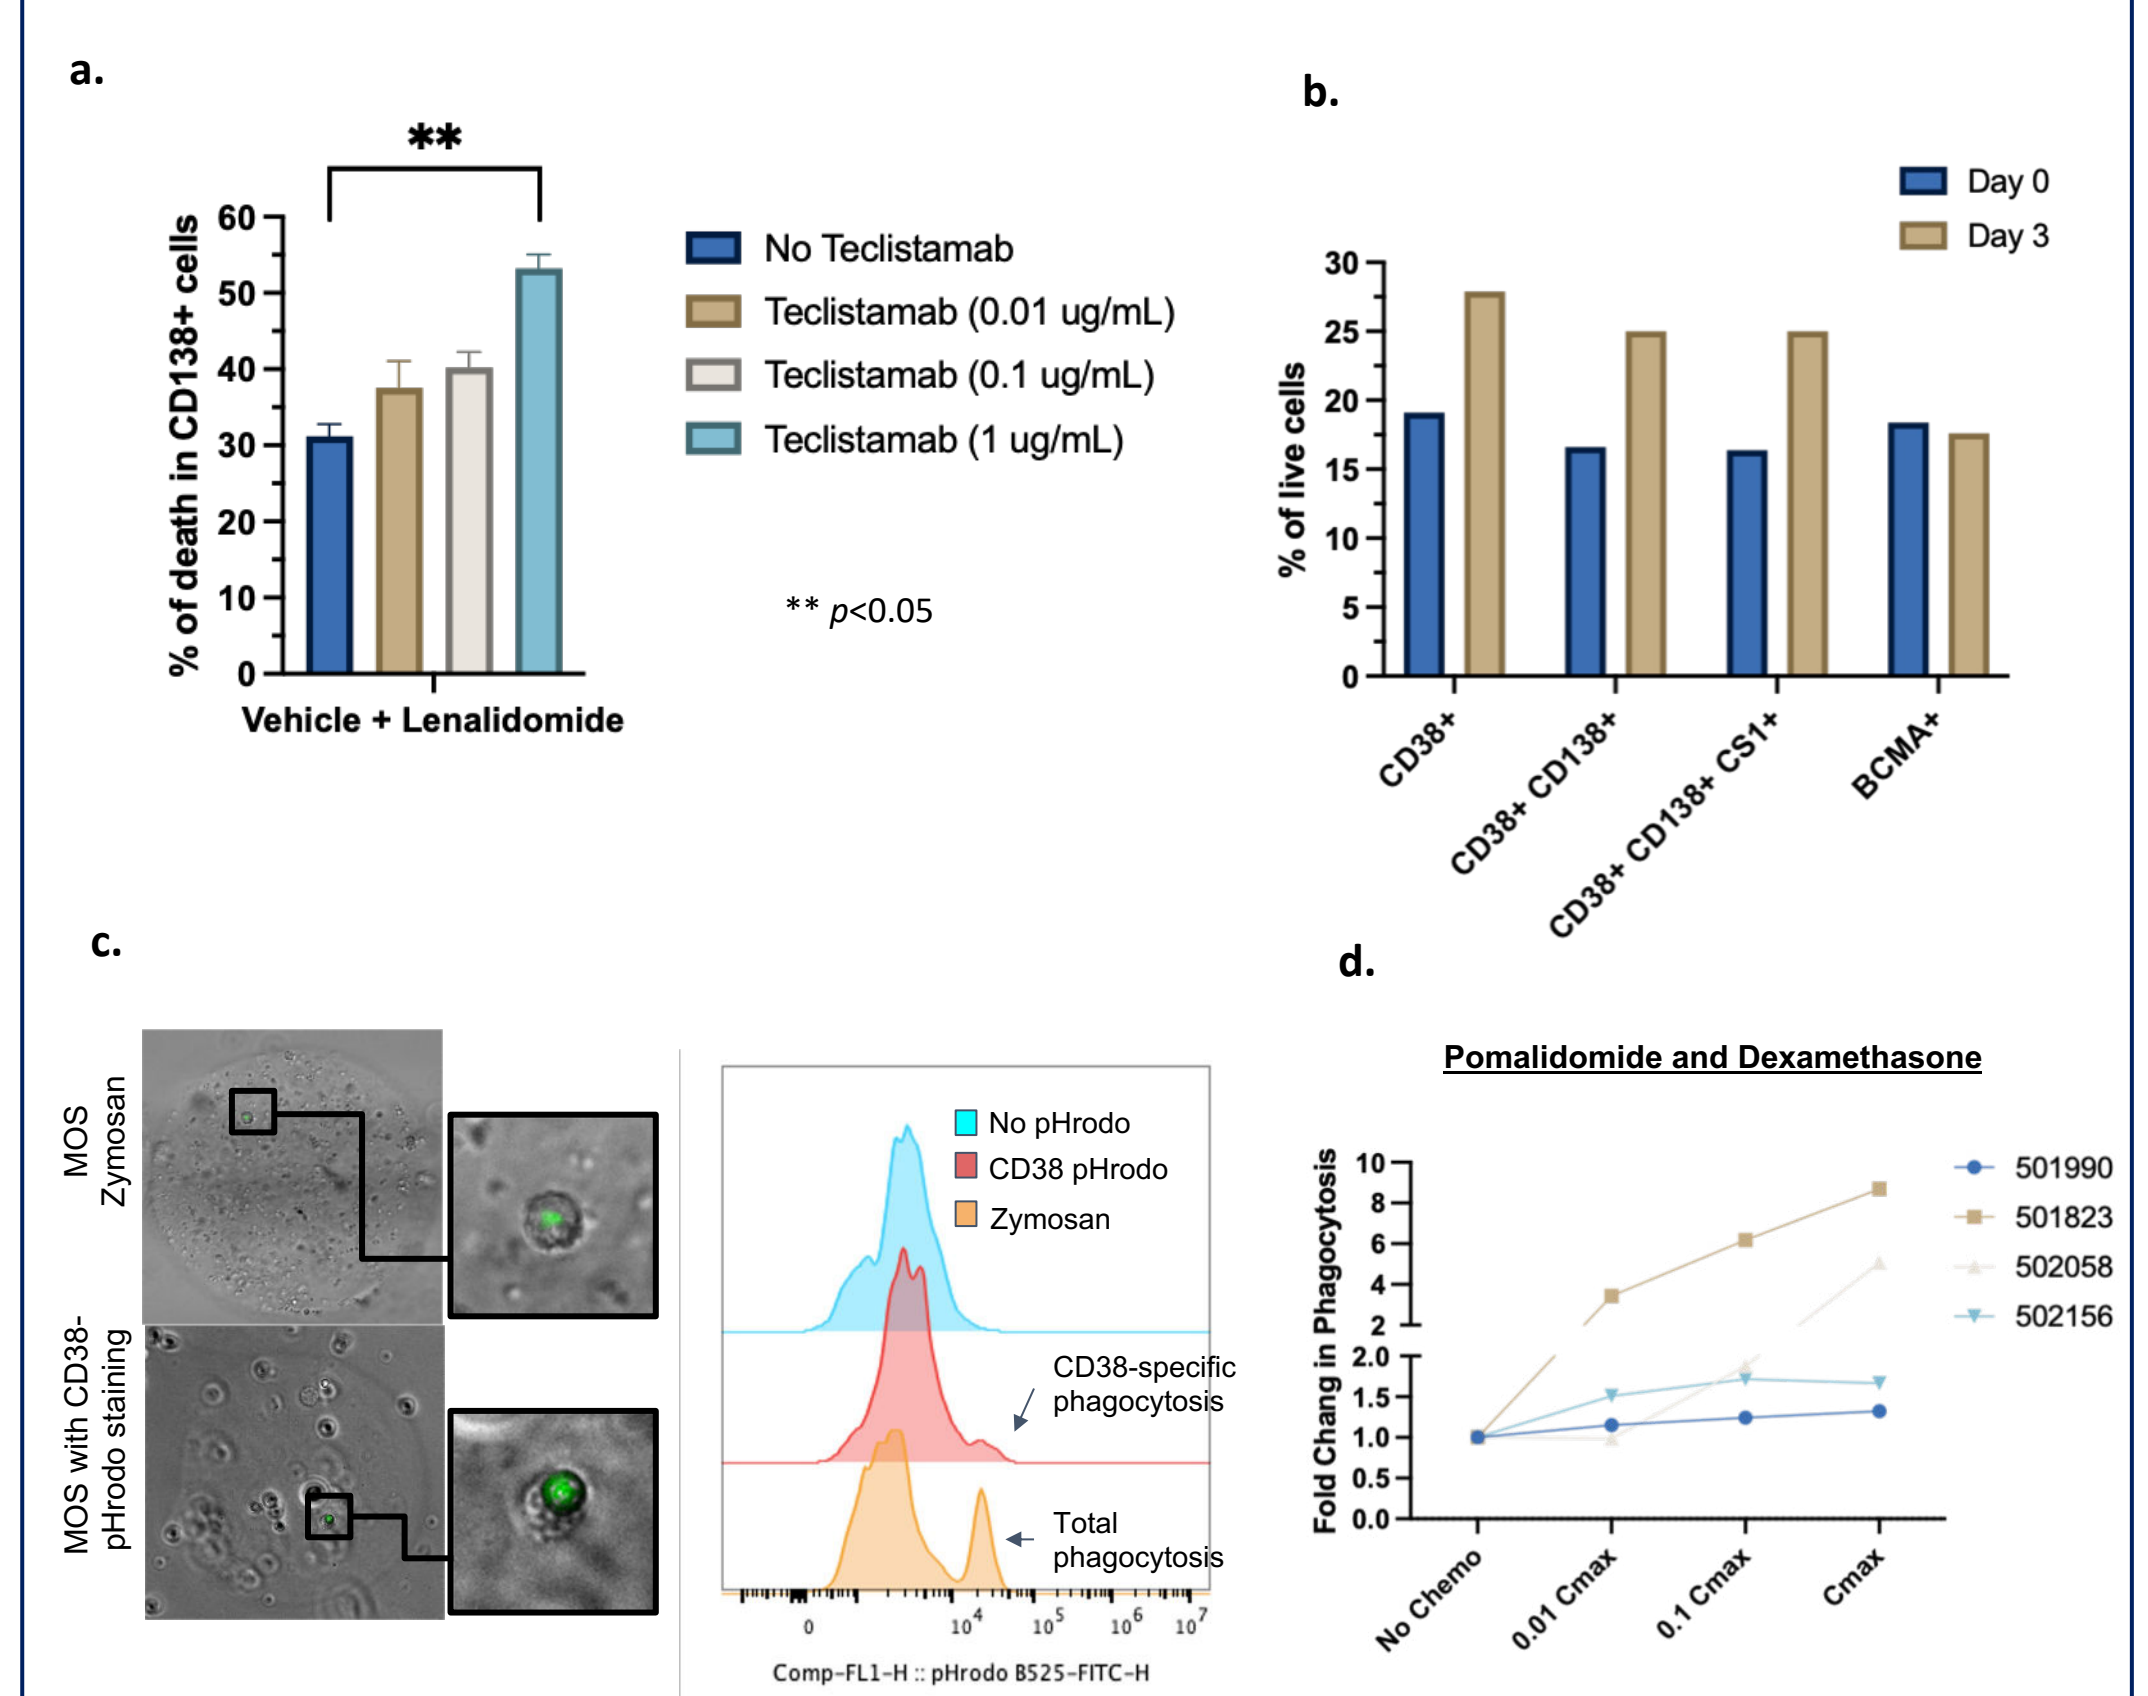 a.
**
60
50
40
30
20
10
0
% of death in CD138+ cells
Vehicle + Lenalidomide
No Teclistamab
Teclistamab (0.01 ug/mL)
Teclistamab (0.1 ug/mL)
Teclistamab (1 ug/mL)
** p<0.05
b.
Day 0
Day 3
30
25
20
15
10
5
0
% of live cells
CD38+
CD38+ CD138+
CD38+ CD138+ CS1+
BCMA+
c.
MOS
Zymosan
MOS with CD38-
pHrodo staining
No pHrodo
CD38 pHrodo
Zymosan
CD38-specific
phagocytosis
Total
phagocytosis
0 10^4 10^5 10^6 10^7
Comp-FL1-H :: pHrodo B525-FITC-H
d.
Pomalidomide and Dexamethasone
10
8
6
4
2
2.0
1.5
1.0
0.5
0.0
Fold Chang in Phagocytosis
No Chemo
0.01 Cmax
0.1 Cmax
Cmax
501990
501823
502058
502156